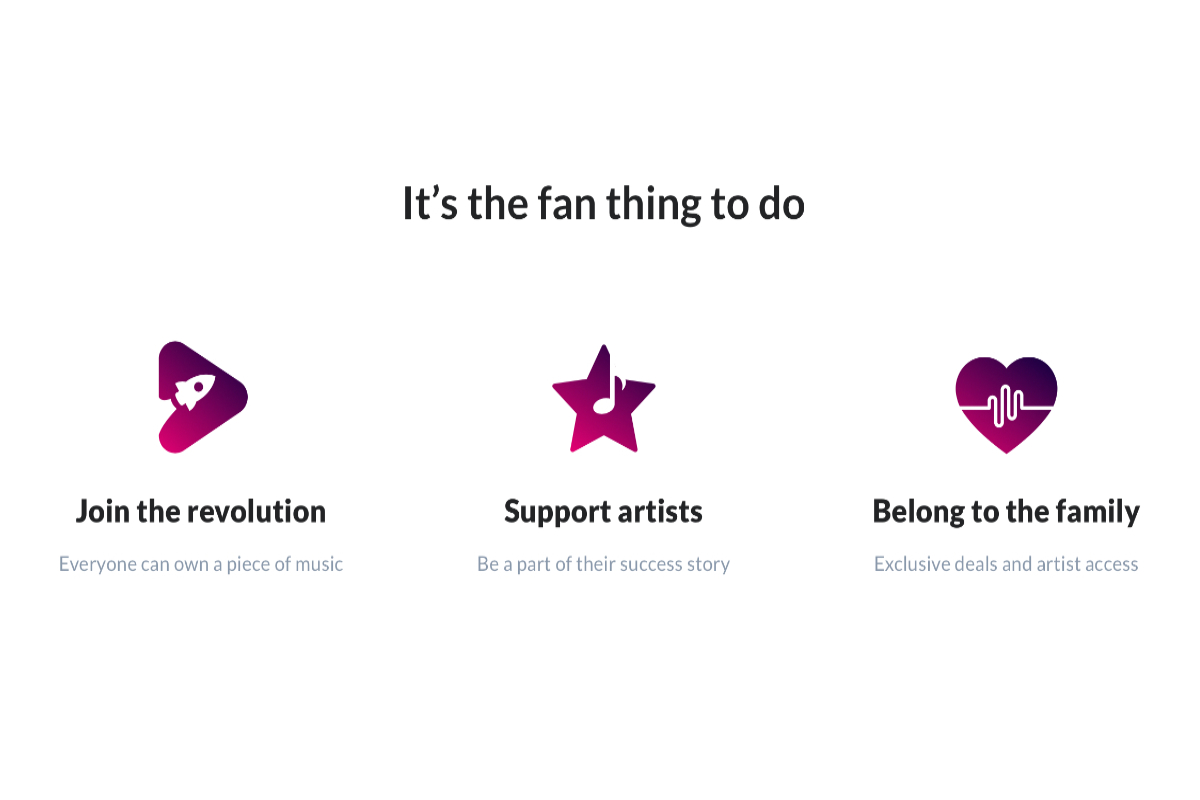 It’s the fan thing to do
Join the revolution
Everyone can own a piece of music
Support artists
Be a part of their success story
Belong to the family
Exclusive deals and artist access